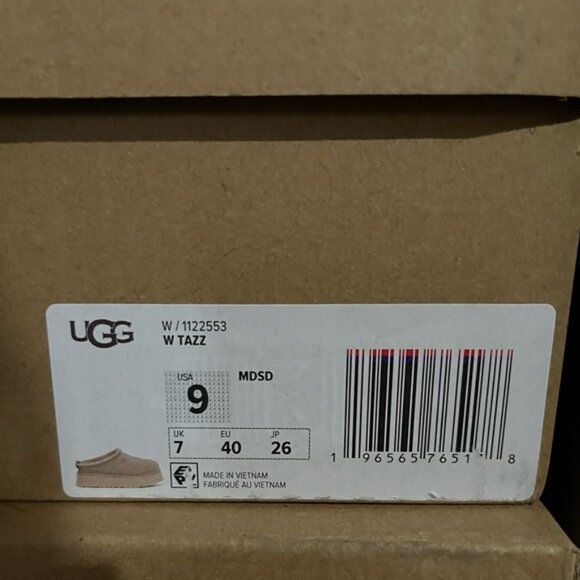 UGG
W / 1122553
W TAZZ
USA
9
MDSD
UK EU JP
7 40 26
MADE IN VIETNAM
FABRIQUÉ AU VIETNAM